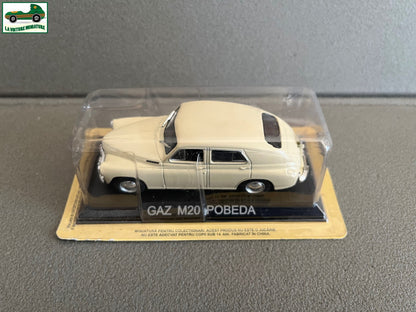 LA VOITURE MINIATURE
GAZ M20 POBEDA
MINIATURA PENTRU COLECTIONARI. ACEST PRODUS NU ESTE O JUCARIE.
NU ESTE ADECVAT PENTRU COPII SUB 14 ANI. FABRICAT IN CHINA.